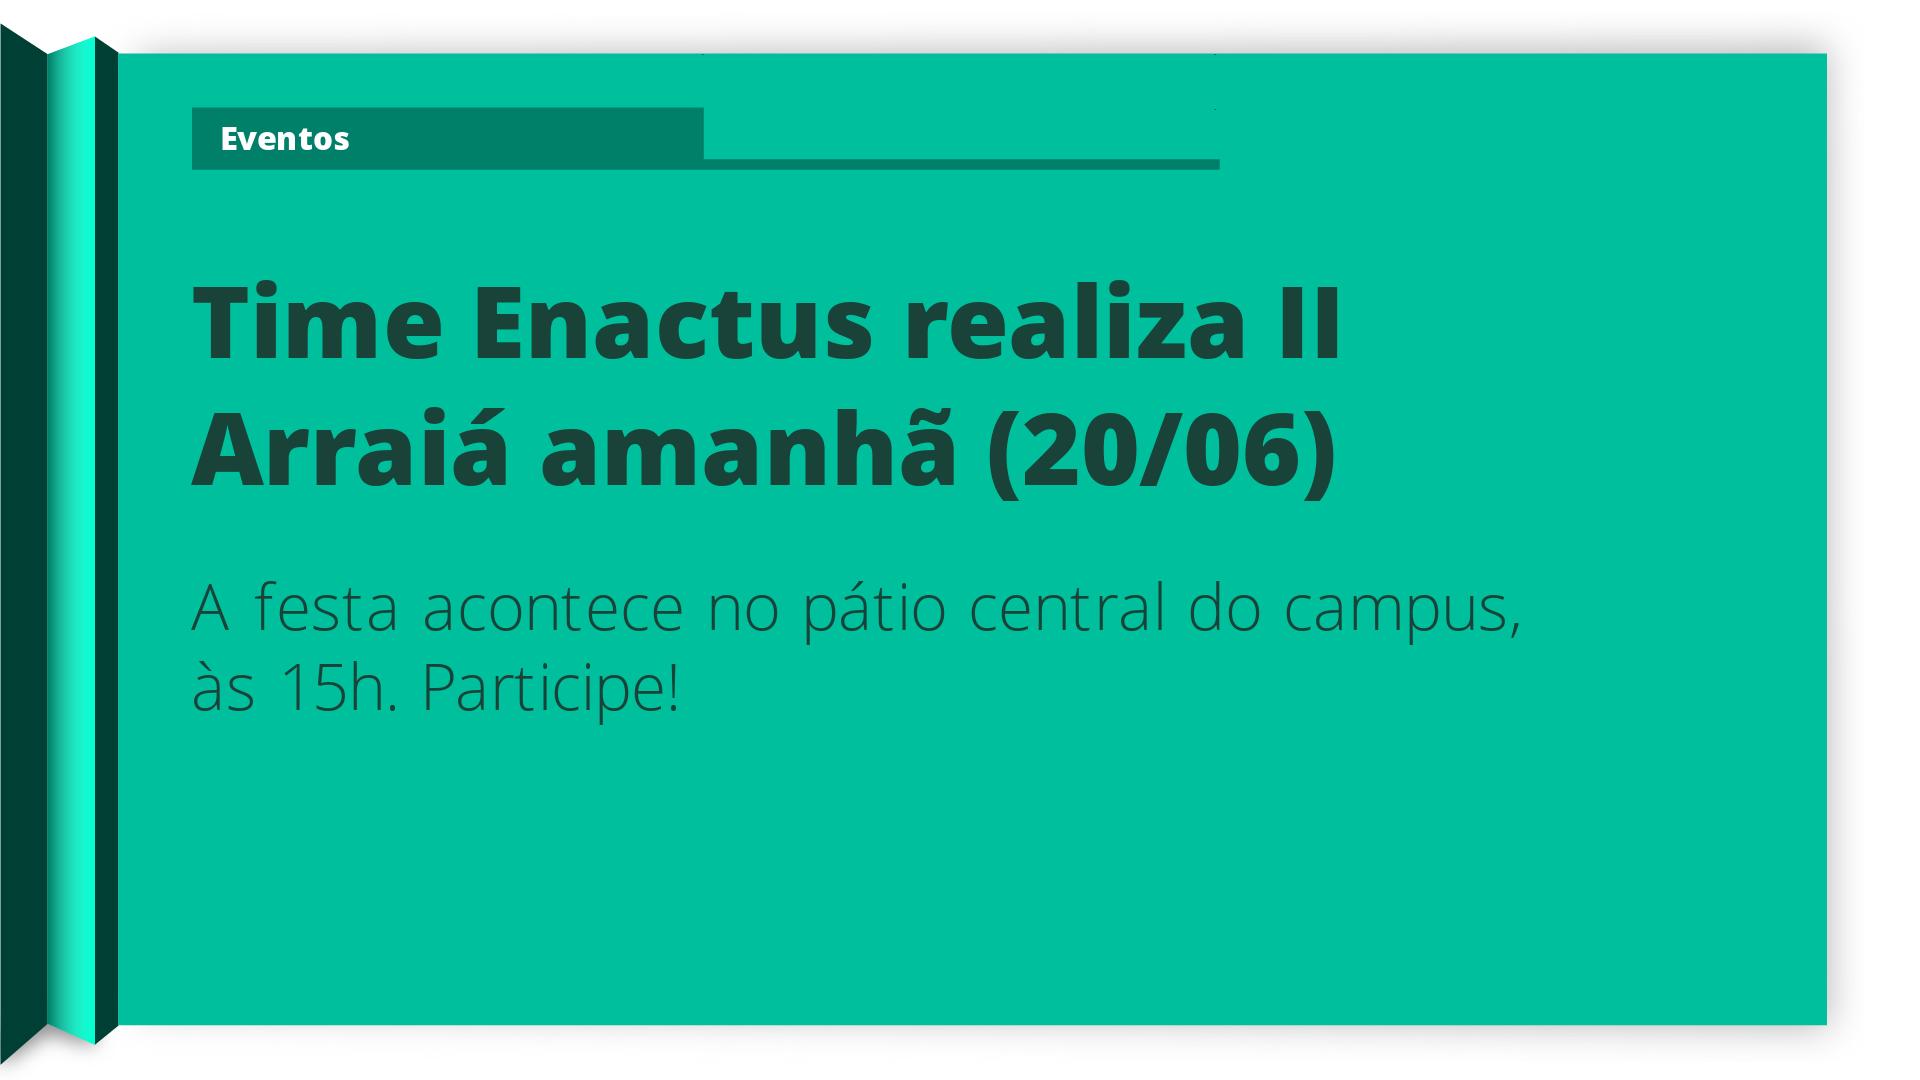 Eventos
Time Enactus realiza II
Arraiá amanhã (20/06)
A festa acontece no pátio central do campus,
às 15h. Participe!